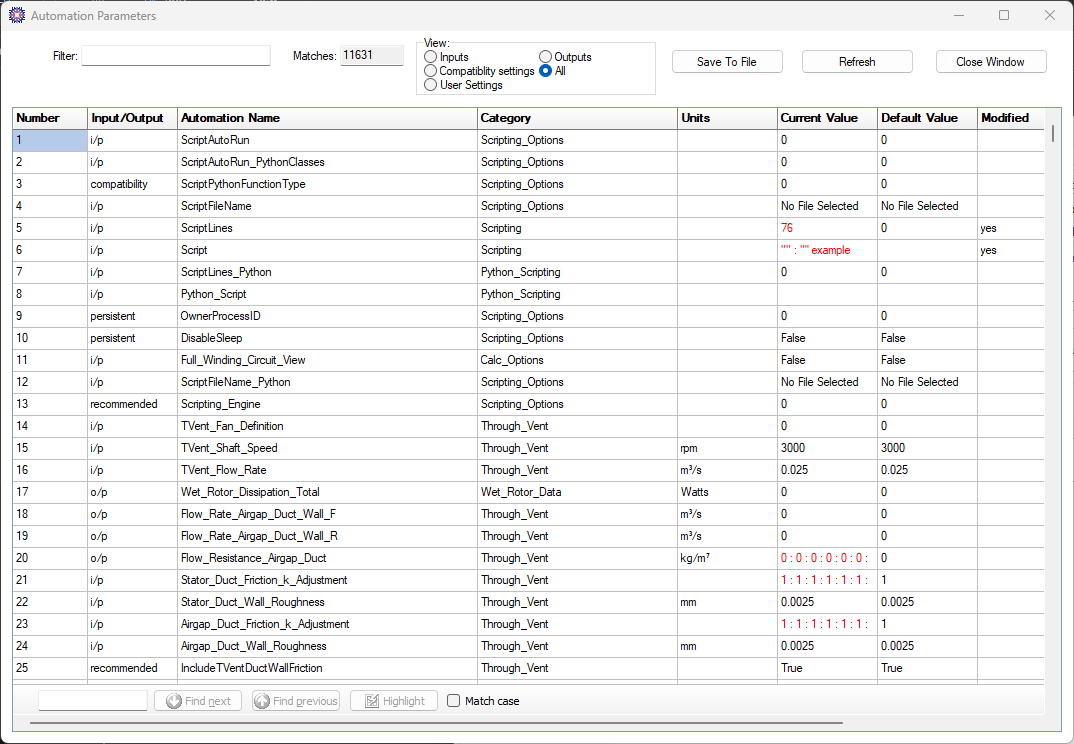 Automation Parameters
Filter: Matches: 11631
View:
Inputs Outputs
Compatiblity settings All
User Settings
Save To File Refresh Close Window
Number Input/Output Automation Name Category Units Current Value Default Value Modified
1 i/p ScriptAutoRun Scripting_Options 0 0
2 i/p ScriptAutoRun_PythonClasses Scripting_Options 0 0
3 compatibility ScriptPythonFunctionType Scripting_Options 0 0
4 i/p ScriptFileName Scripting_Options No File Selected No File Selected
5 i/p ScriptLines Scripting 76 0 yes
6 i/p Script Scripting "" : "" example yes
7 i/p ScriptLines_Python Python_Scripting 0 0
8 i/p Python_Script Python_Scripting
9 persistent OwnerProcessID Scripting_Options 0 0
10 persistent DisableSleep Scripting_Options False False
11 i/p Full_Winding_Circuit_View Calc_Options False False
12 i/p ScriptFileName_Python Scripting_Options No File Selected No File Selected
13 recommended Scripting_Engine Scripting_Options 0 0
14 i/p TVent_Fan_Definition Through_Vent 0 0
15 i/p TVent_Shaft_Speed Through_Vent rpm 3000 3000
16 i/p TVent_Flow_Rate Through_Vent m³/s 0.025 0.025
17 o/p Wet_Rotor_Dissipation_Total Wet_Rotor_Data Watts 0 0
18 o/p Flow_Rate_Airgap_Duct_Wall_F Through_Vent m³/s 0 0
19 o/p Flow_Rate_Airgap_Duct_Wall_R Through_Vent m³/s 0 0
20 o/p Flow_Resistance_Airgap_Duct Through_Vent kg/m⁷ 0 : 0 : 0 : 0 : 0 : 0 : 0
21 i/p Stator_Duct_Friction_k_Adjustment Through_Vent 1 : 1 : 1 : 1 : 1 : 1 : 1
22 i/p Stator_Duct_Wall_Roughness Through_Vent mm 0.0025 0.0025
23 i/p Airgap_Duct_Friction_k_Adjustment Through_Vent 1 : 1 : 1 : 1 : 1 : 1 : 1
24 i/p Airgap_Duct_Wall_Roughness Through_Vent mm 0.0025 0.0025
25 recommended IncludeTVentDuctWallFriction Through_Vent True True
Find next Find previous Highlight Match case